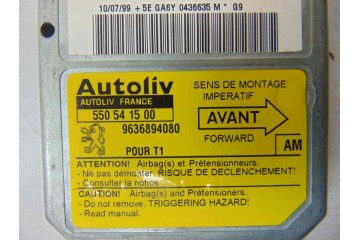 10/07/99 +5E GA6Y 0436635 M * G9
Autoliv
AUTOLIV FRANCE
550 54 15 00
9636894080
POUR T1
SENS DE MONTAGE
IMPERATIF
AVANT
FORWARD
AM
ATTENTION! Airbag(s) et Prétensionneurs.
- Ne pas démonter. RISQUE DE DECLENCHEMENT!
- Consulter la notice.
CAUTION! Airbag(s) and Pretensioners.
- Do not remove. TRIGGERING HAZARD!
- Read manual.